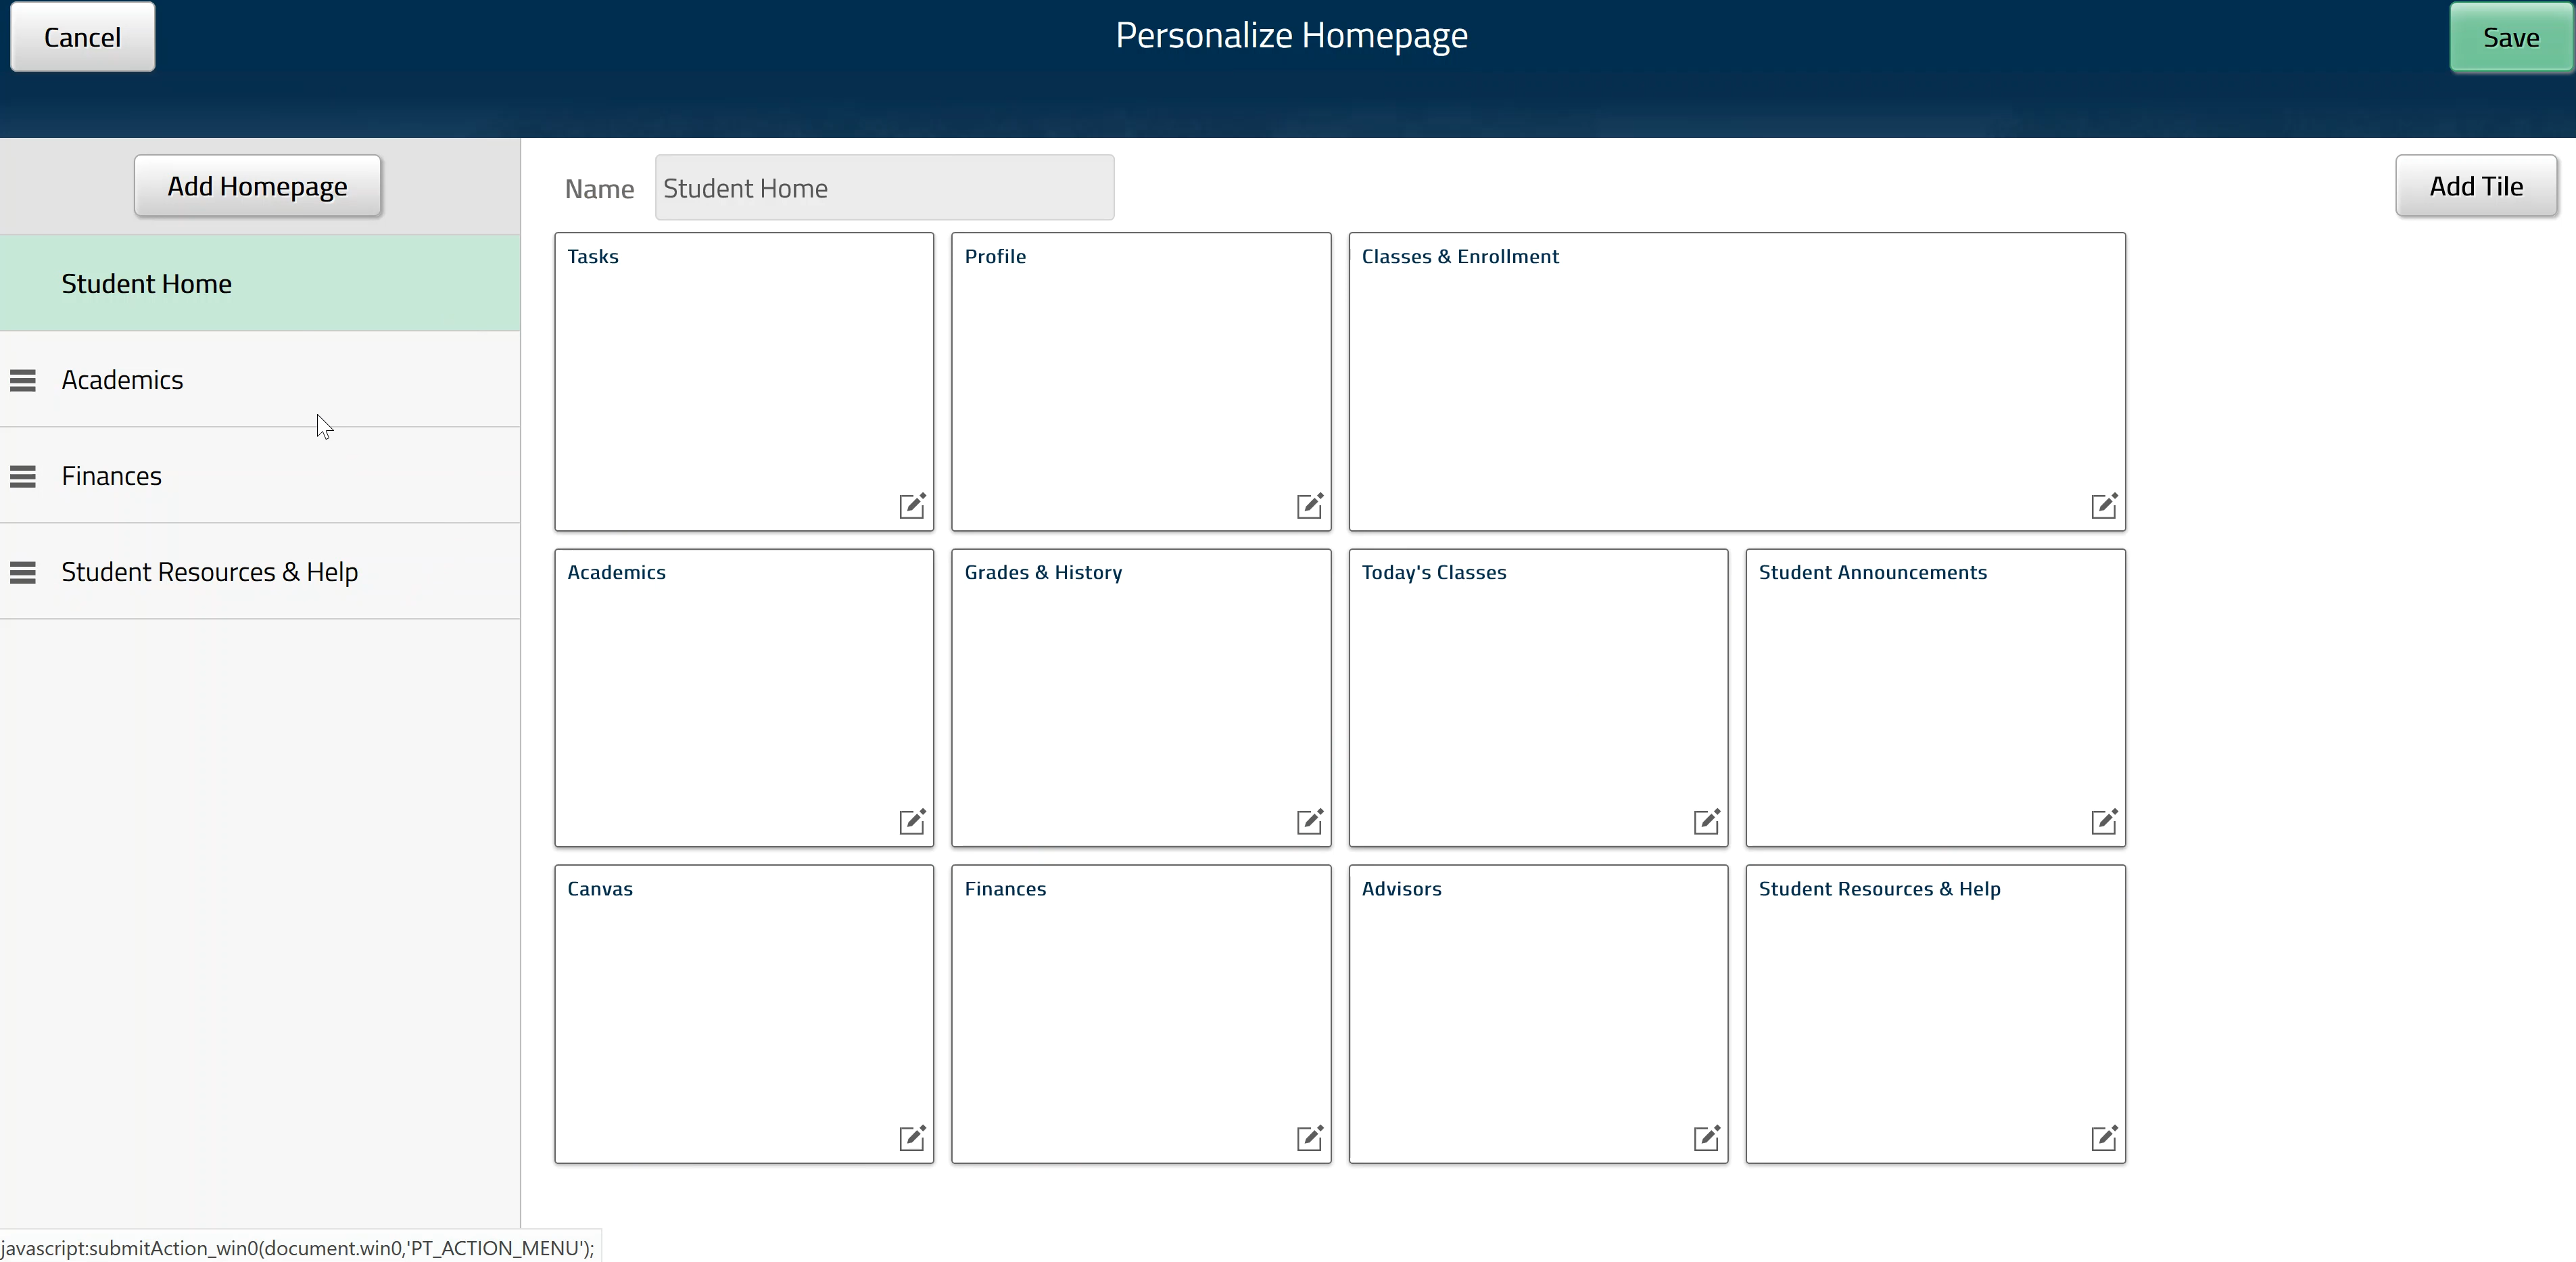 Cancel
Personalize Homepage
Save
Add Homepage
Student Home
Academics
Finances
Student Resources & Help
Name
Student Home
Add Tile
Tasks
Profile
Classes & Enrollment
Academics
Grades & History
Today's Classes
Student Announcements
Canvas
Finances
Advisors
Student Resources & Help
javascript:submitAction_win0(document.win0,'PT_ACTION_MENU');